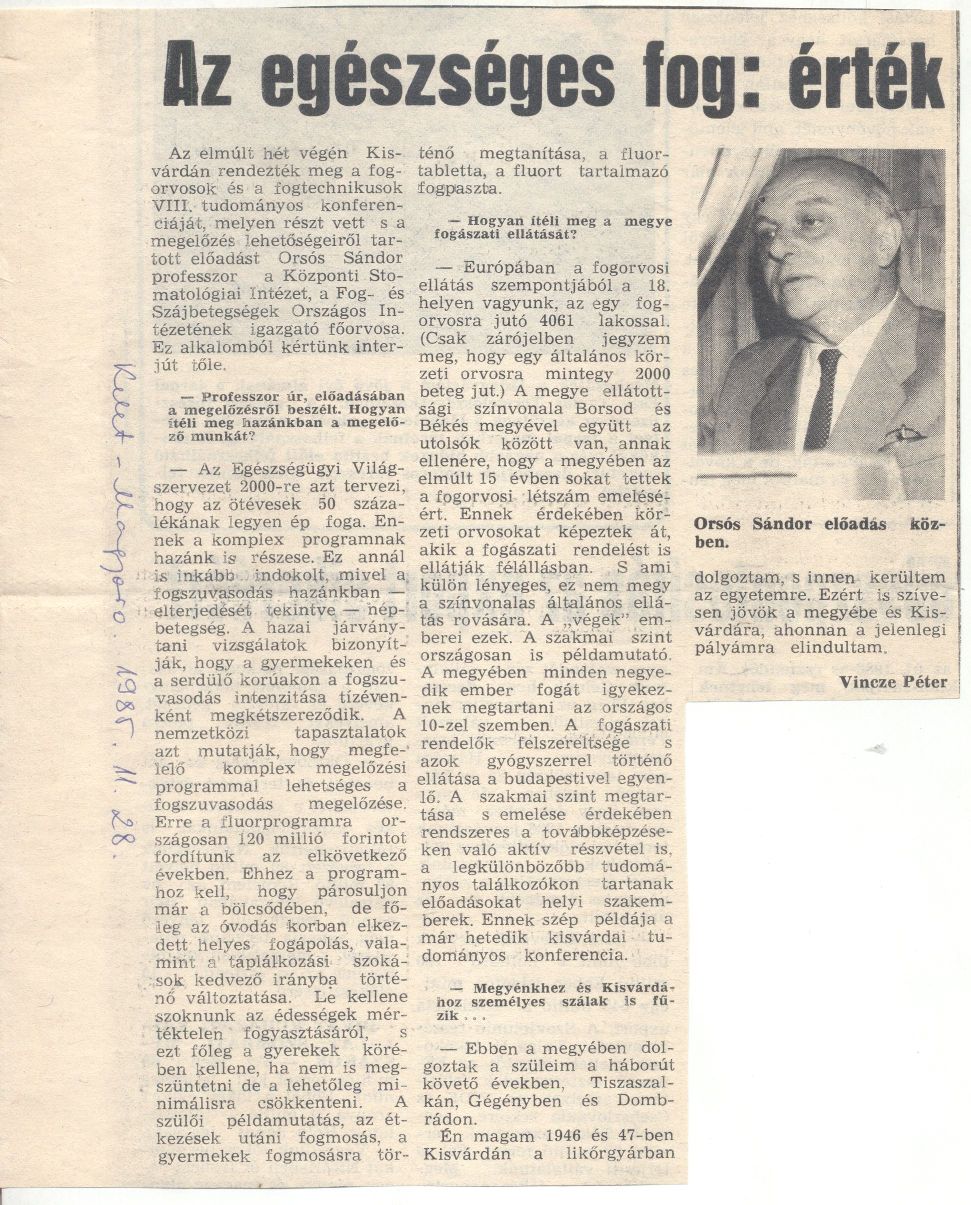 Az egészséges fog: érték
Az elmúlt hét végén Kis-
várdán rendezték meg a fog-
orvosok és a fogtechnikusok
VIII. tudományos konferen-
ciáját, melyen részt vett s a
megelőzés lehetőségeiről tar-
tott előadást Orsós Sándor
professzor a Központi Sto-
matológiai Intézet, a Fog- és
Szájbetegségek Országos In-
tézetének igazgató főorvosa.
Ez alkalomból kértünk inter-
jút tőle.
— Professzor úr, előadásában
a megelőzésről beszélt. Hogyan
ítéli meg hazánkban a megelő-
ző munkát?
— Az Egészségügyi Világ-
szervezet 2000-re azt tervezi,
hogy az ötévesek 50 száza-
lékának legyen ép foga. En-
nek a komplex programnak
hazánk is részese. Ez annál
is inkább indokolt, mivel a
fogszuvasodás hazánkban —
elterjedését tekintve — nép-
betegség. A hazai járvány-
tani vizsgálatok bizonyít-
ják, hogy a gyermekeken és
a serdülő korúakon a fogszu-
vasodás intenzitása tízéven-
ként megkétszereződik. A
nemzetközi tapasztalatok
azt mutatják, hogy megfe-
lelő komplex megelőzési
programmal lehetséges a
fogszuvasodás megelőzése.
Erre a fluorprogramra or-
szágosan 120 millió forintot
fordítunk az elkövetkező
években. Ehhez a program-
hoz kell, hogy párosuljon
már a bölcsődében, de fő-
leg az óvodás korban elkez-
dett helyes fogápolás, vala-
mint a táplálkozási szoká-
sok kedvező irányba törté-
nő változtatása. Le kellene
szoknunk az édességek mér-
téktelen fogyasztásáról, s
ezt főleg a gyerekek köré-
ben kellene, ha nem is meg-
szüntetni de a lehetőleg mi-
nimálisra csökkenteni. A
szülői példamutatás, az ét-
kezések utáni fogmosás, a
gyermekek fogmosásra tör-
ténő megtanítása, a fluor-
tabletta, a fluort tartalmazó
fogpaszta.
— Hogyan ítéli meg a megye
fogászati ellátását?
— Európában a fogorvosi
ellátás szempontjából a 18.
helyen vagyunk, az egy fog-
orvosra jutó 4061 lakossal.
(Csak zárójelben jegyzem
meg, hogy egy általános kör-
zeti orvosra mintegy 2000
beteg jut.) A megye ellátott-
sági színvonala Borsod és
Békés megyével együtt az
utolsók között van, annak
ellenére, hogy a megyében az
elmúlt 15 évben sokat tettek
a fogorvosi létszám emelésé-
ért. Ennek érdekében kör-
zeti orvosokat képeztek át,
akik a fogászati rendelést is
ellátják félállásban. S ami
külön lényeges, ez nem megy
a színvonalas általános ellá-
tás rovására. A „végek” em-
berei ezek. A szakmai szint
országosan is példamutató.
A megyében minden negye-
dik ember fogát igyekez-
nek megtartani az országos
10-zel szemben. A fogászati
rendelők felszereltsége s
azok gyógyszerrel történő
ellátása a budapestivel egyen-
lő. A szakmai szint megtar-
tása s emelése érdekében
rendszeres a továbbképzése-
ken való aktív részvétel is,
a legkülönbözőbb tudomá-
nyos találkozókon tartanak
előadásokat helyi szakem-
berek. Ennek szép példája a
már hetedik kisvárdai tu-
dományos konferencia.
— Megyénkhez és Kisvárdá-
hoz személyes szálak is fű-
zik . . .
— Ebben a megyében dol-
goztak a szüleim a háborút
követő években, Tiszaszal-
kán, Gégényben és Domb-
rádon.
Én magam 1946 és 47-ben
Kisvárdán a likőrgyárban
Orsós Sándor előadás köz-
ben.
dolgoztam, s innen kerültem
az egyetemre. Ezért is szíve-
sen jövök a megyébe és Kis-
várdára, ahonnan a jelenlegi
pályámra elindultam.
Vincze Péter
Kelet-Magyaro. 1985. 11. 28.